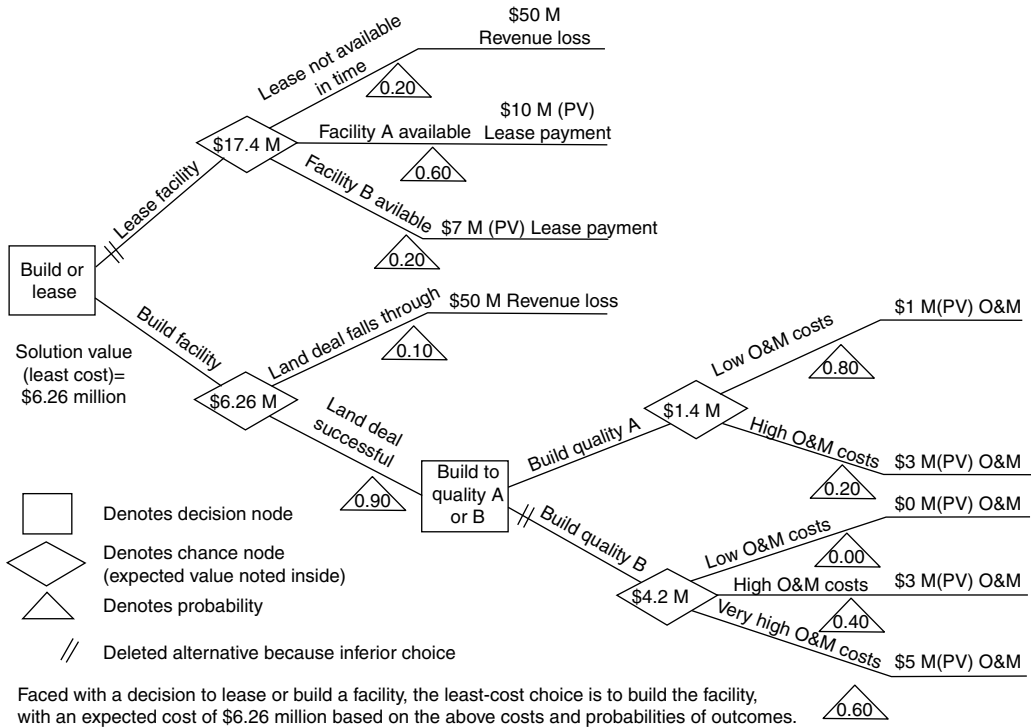 $50 M
Revenue loss
Lease not available
in time
0.20
$10 M (PV)
Lease payment
Facility A available
0.60
$17.4 M
Facility B available
$7 M (PV) Lease payment
0.20
Lease facility
Build or
lease
Solution value
(least cost)=
$6.26 million
Build facility
$6.26 M
Land deal falls through
$50 M Revenue loss
0.10
Land deal
successful
0.90
Build to
quality A
or B
Build quality A
$1.4 M
Low O&M costs
$1 M(PV) O&M
0.80
High O&M costs
$3 M(PV) O&M
0.20
Build quality B
$4.2 M
Low O&M costs
$0 M(PV) O&M
0.00
High O&M costs
$3 M(PV) O&M
0.40
Very high O&M costs
$5 M(PV) O&M
0.60
Denotes decision node
Denotes chance node
(expected value noted inside)
Denotes probability
Deleted alternative because inferior choice
Faced with a decision to lease or build a facility, the least-cost choice is to build the facility,
with an expected cost of $6.26 million based on the above costs and probabilities of outcomes.